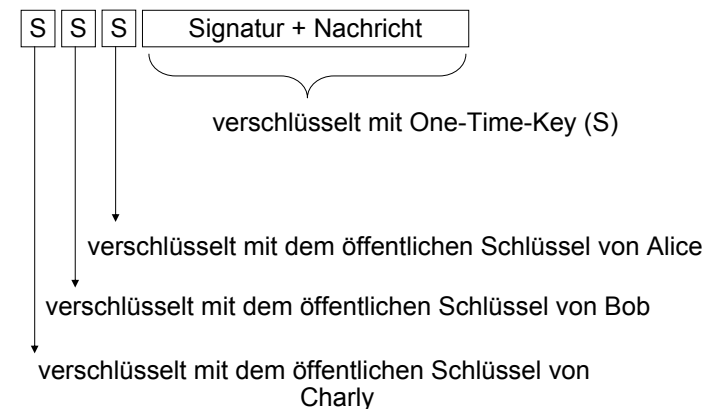 S S S Signatur + Nachricht
verschlüsselt mit One-Time-Key (S)
verschlüsselt mit dem öffentlichen Schlüssel von Alice
verschlüsselt mit dem öffentlichen Schlüssel von Bob
verschlüsselt mit dem öffentlichen Schlüssel von
Charly